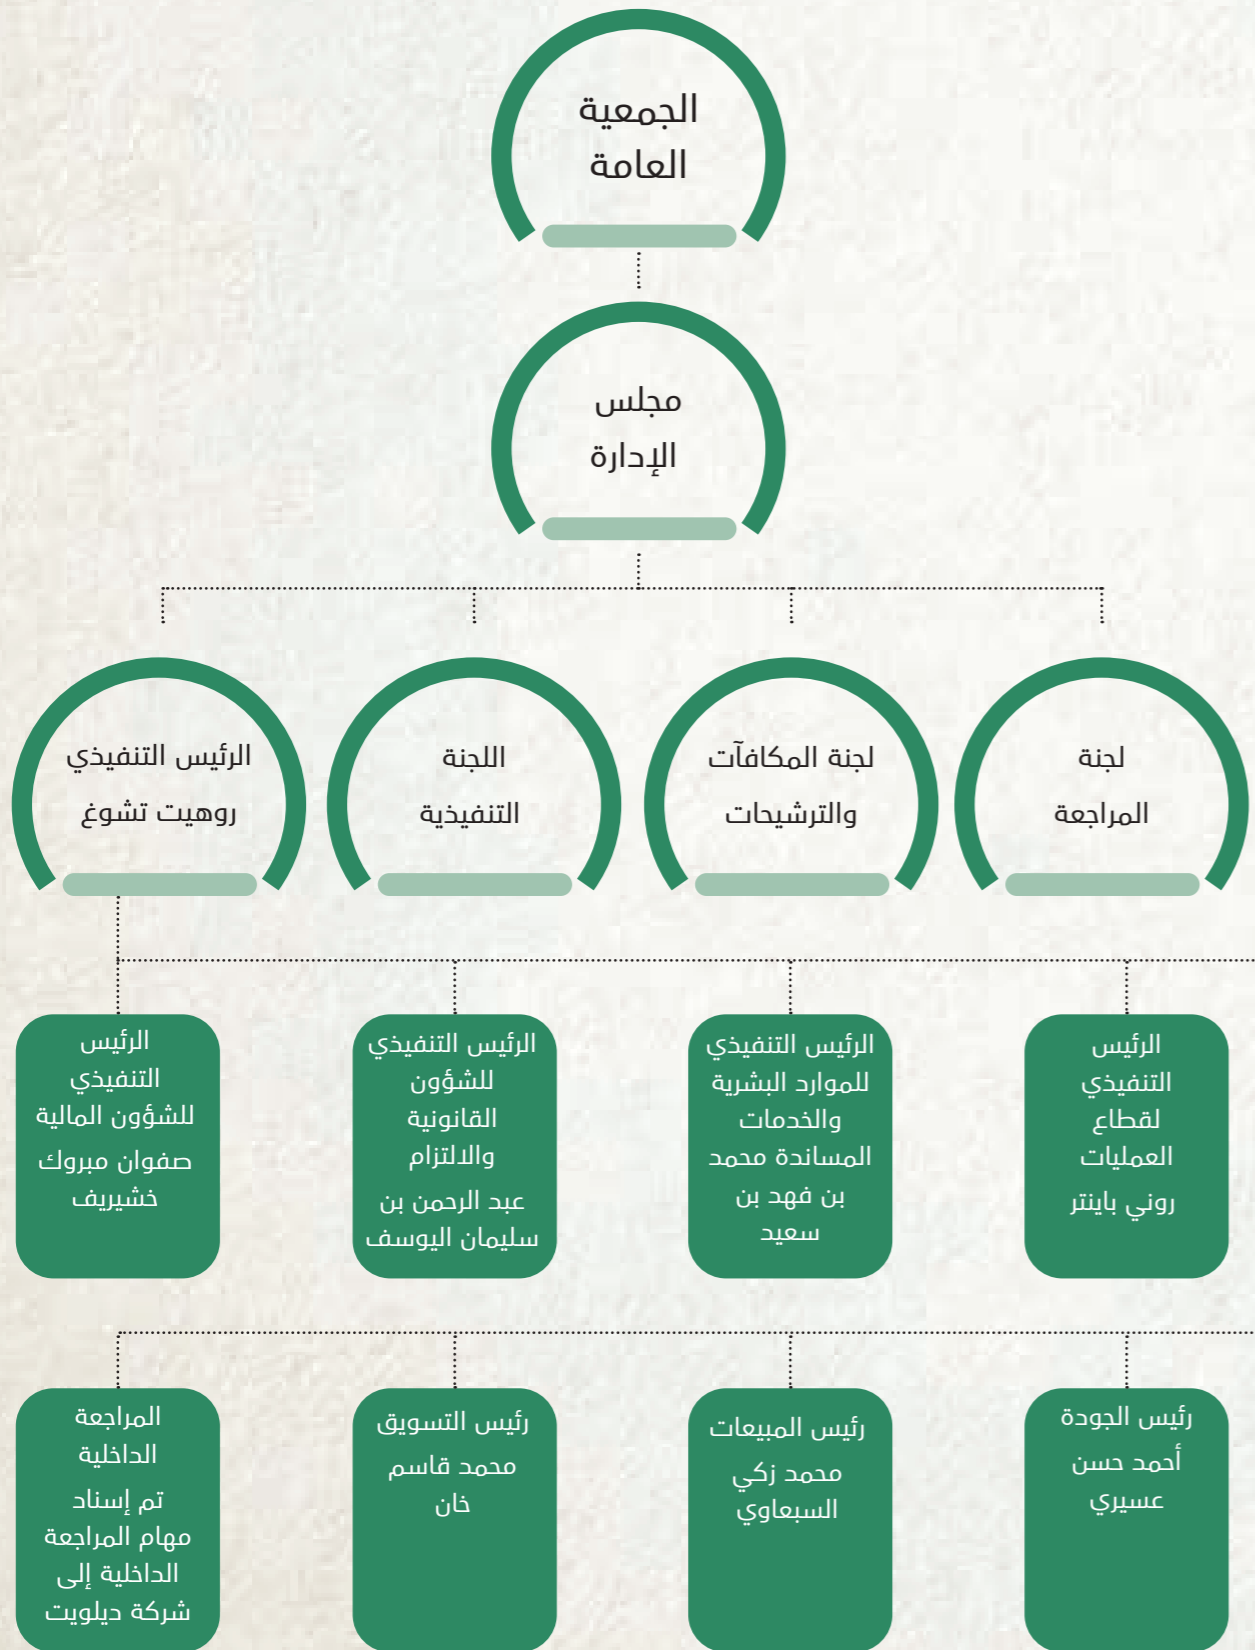 الجمعية
العامة
مجلس
الإدارة
لجنة
المراجعة
لجنة المكافآت
والترشيحات
اللجنة
التنفيذية
الرئيس التنفيذي
روهيت تشوغ
الرئيس
التنفيذي
لقطاع
العمليات
روني باينتر
الرئيس التنفيذي
للموارد البشرية
والخدمات
المساندة محمد
بن فهد بن
سعيد
الرئيس التنفيذي
للشؤون
القانونية
والالتزام
عبد الرحمن بن
سليمان اليوسف
الرئيس
التنفيذي
للشؤون المالية
صفوان مبروك
خشيريف
رئيس الجودة
أحمد حسن
عسيري
رئيس المبيعات
محمد زكي
السبعاوي
رئيس التسويق
محمد قاسم
خان
المراجعة
الداخلية
تم إسناد
مهام المراجعة
الداخلية إلى
شركة ديلويت